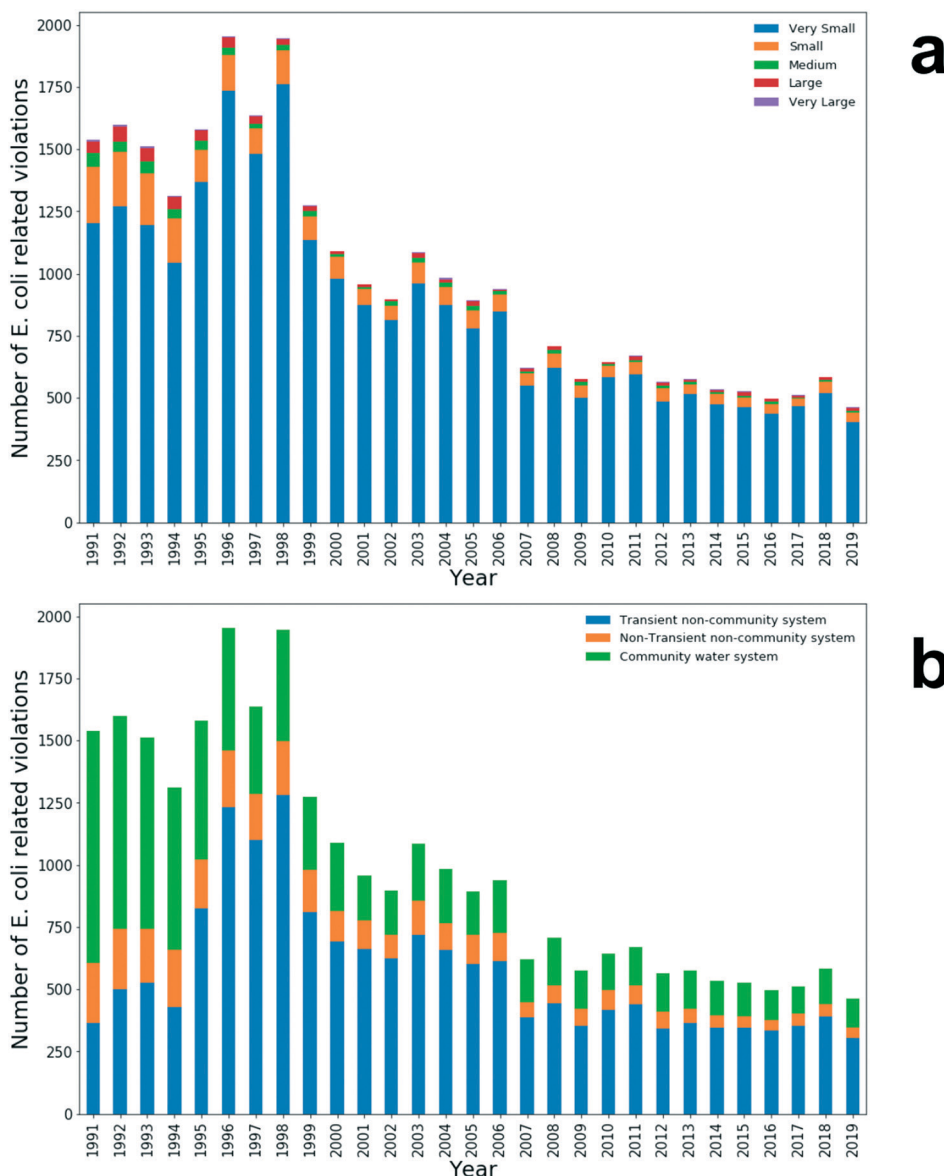 a
Number of E. coli related violations
2000
1750
1500
1250
1000
750
500
250
0
Very Small
Small
Medium
Large
Very Large
1991 1992 1993 1994 1995 1996 1997 1998 1999 2000 2001 2002 2003 2004 2005 2006 2007 2008 2009 2010 2011 2012 2013 2014 2015 2016 2017 2018 2019
Year
b
Number of E. coli related violations
2000
1750
1500
1250
1000
750
500
250
0
Transient non-community system
Non-Transient non-community system
Community water system
1991 1992 1993 1994 1995 1996 1997 1998 1999 2000 2001 2002 2003 2004 2005 2006 2007 2008 2009 2010 2011 2012 2013 2014 2015 2016 2017 2018 2019
Year